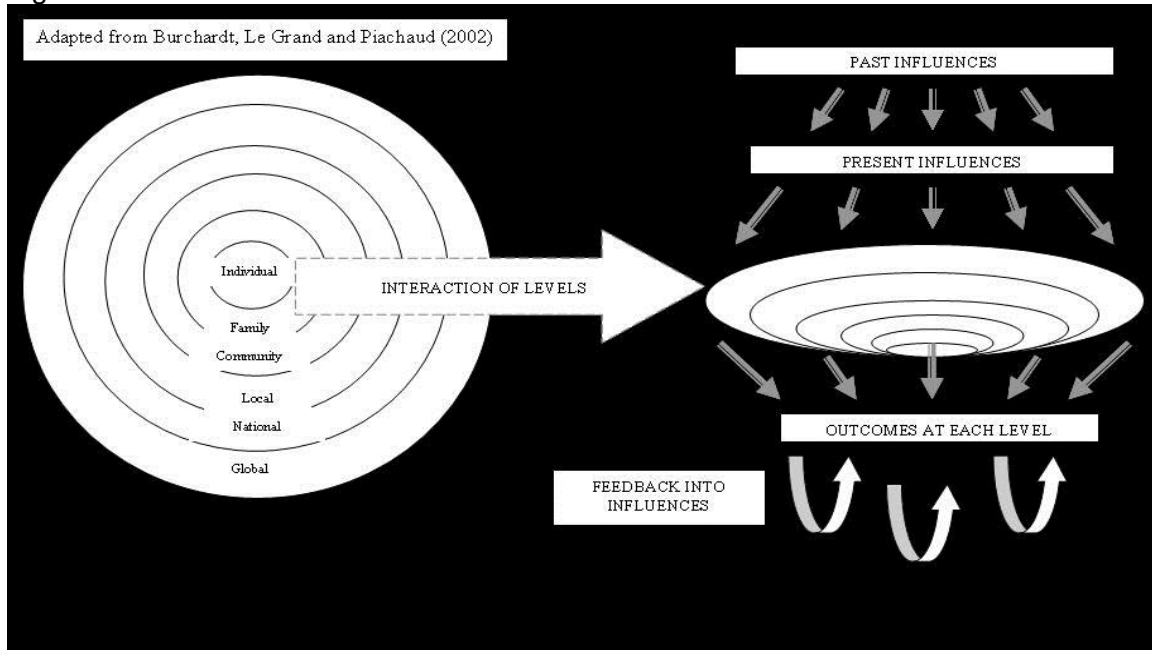 Adapted from Burchardt, Le Grand and Piachaud (2002)
Individual
Family
Community
Local
National
Global
INTERACTION OF LEVELS
PAST INFLUENCES
PRESENT INFLUENCES
OUTCOMES AT EACH LEVEL
FEEDBACK INTO
INFLUENCES